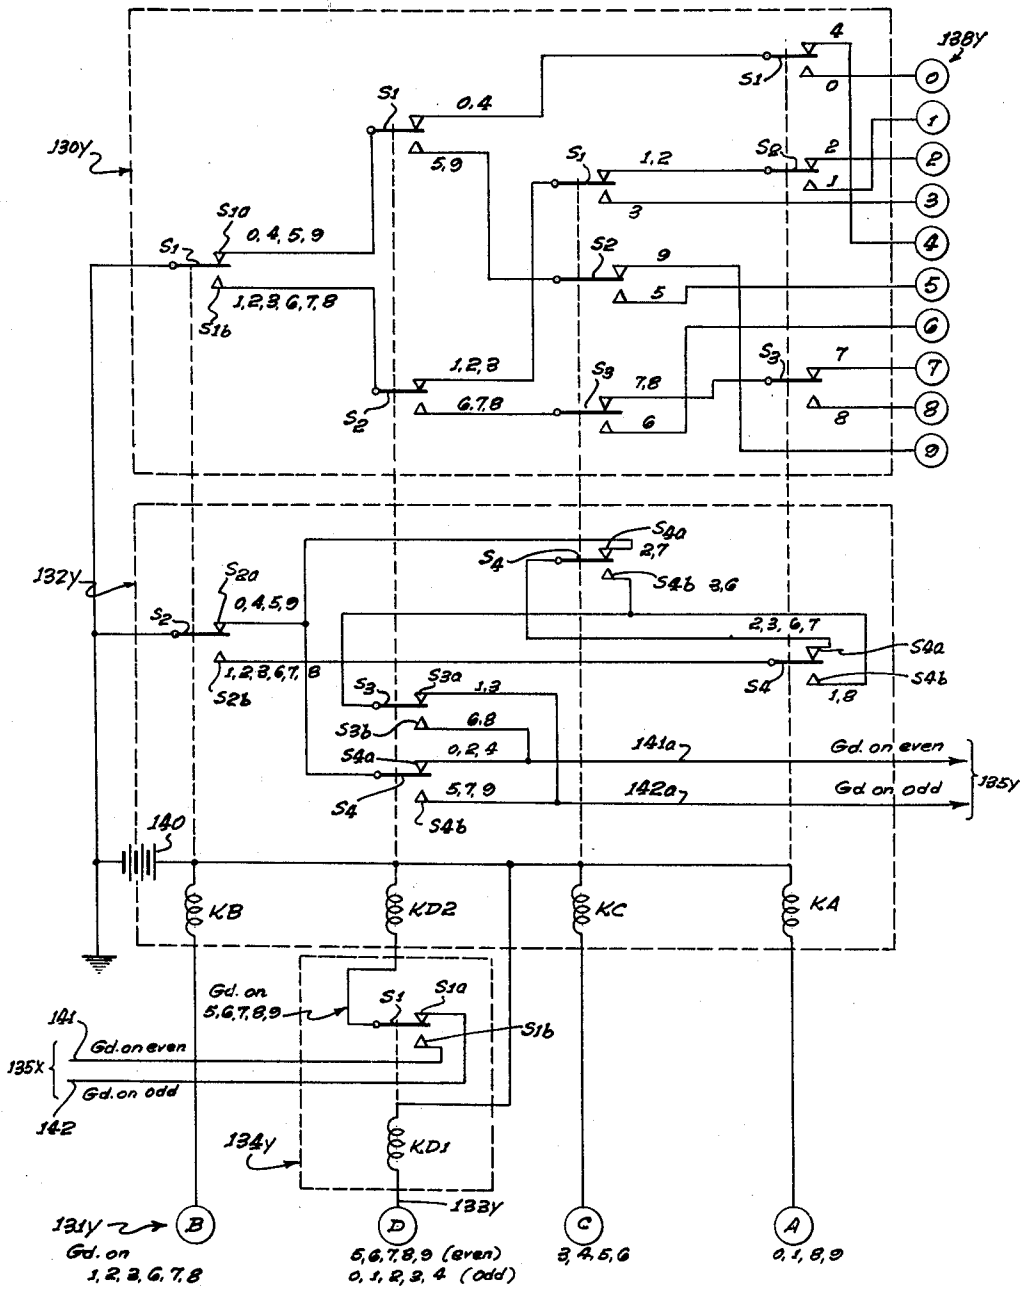 4
138Y
S1
0
0
S1
0,4
1
130Y
5,9
S1
1,2
S2
2
2
1
3
3
S1a
0,4,5,9
S1
S2
9
4
5
5
S1b
1,2,3,6,7,8
6
1,2,3
S3
7,8
S3
7
7
S2
6,7,8
6
8
8
9
S4a
S4
2,7
132Y
S2a
S4b 3,6
0,4,5,9
S2
2,3,6,7
S4a
1,2,3,6,7,8
S2b
S3
S3a
1,3
S4
S4b
1,8
S3b
6,8
S4a
0,2,4
141a
Gd. on even
5,7,9
142a
Gd on odd
135Y
S4
S4b
140
KB
KD2
KC
KA
Gd. on
5,6,7,8,9
S1
S1a
S1b
141
Gd. on even
135X
Gd. on odd
142
134Y
KD1
133Y
131Y
B
D
C
A
Gd. on
1,2,3,6,7,8
5,6,7,8,9 (even)
0,1,2,3,4 (odd)
3,4,5,6
0,1,8,9